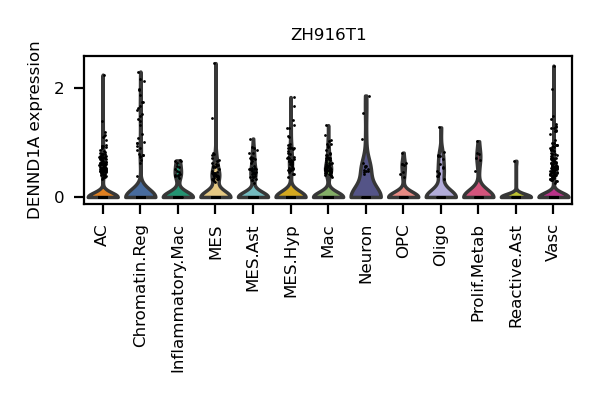 ZH916T1
DENND1A expression
2
0
AC
Chromatin.Reg
Inflammatory.Mac
MES
MES.Ast
MES.Hyp
Mac
Neuron
OPC
Oligo
Prolif.Metab
Reactive.Ast
Vasc